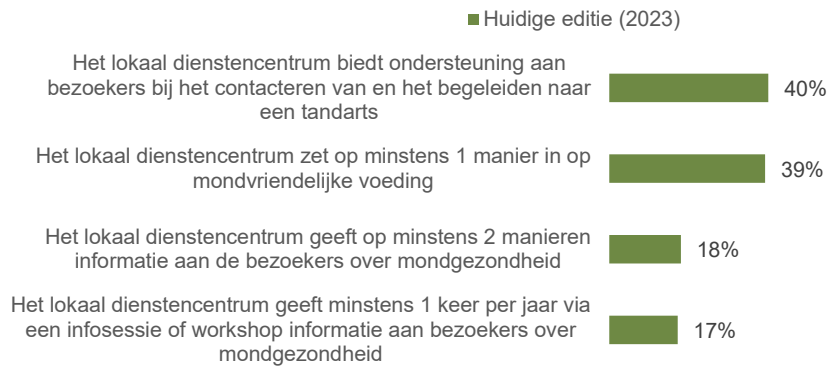 Huidige editie (2023)
Het lokaal dienstencentrum biedt ondersteuning aan
bezoekers bij het contacteren van en het begeleiden naar
een tandarts
40%
Het lokaal dienstencentrum zet op minstens 1 manier in op
mondvriendelijke voeding
39%
Het lokaal dienstencentrum geeft op minstens 2 manieren
informatie aan de bezoekers over mondgezondheid
18%
Het lokaal dienstencentrum geeft minstens 1 keer per jaar via
een infosessie of workshop informatie aan bezoekers over
mondgezondheid
17%